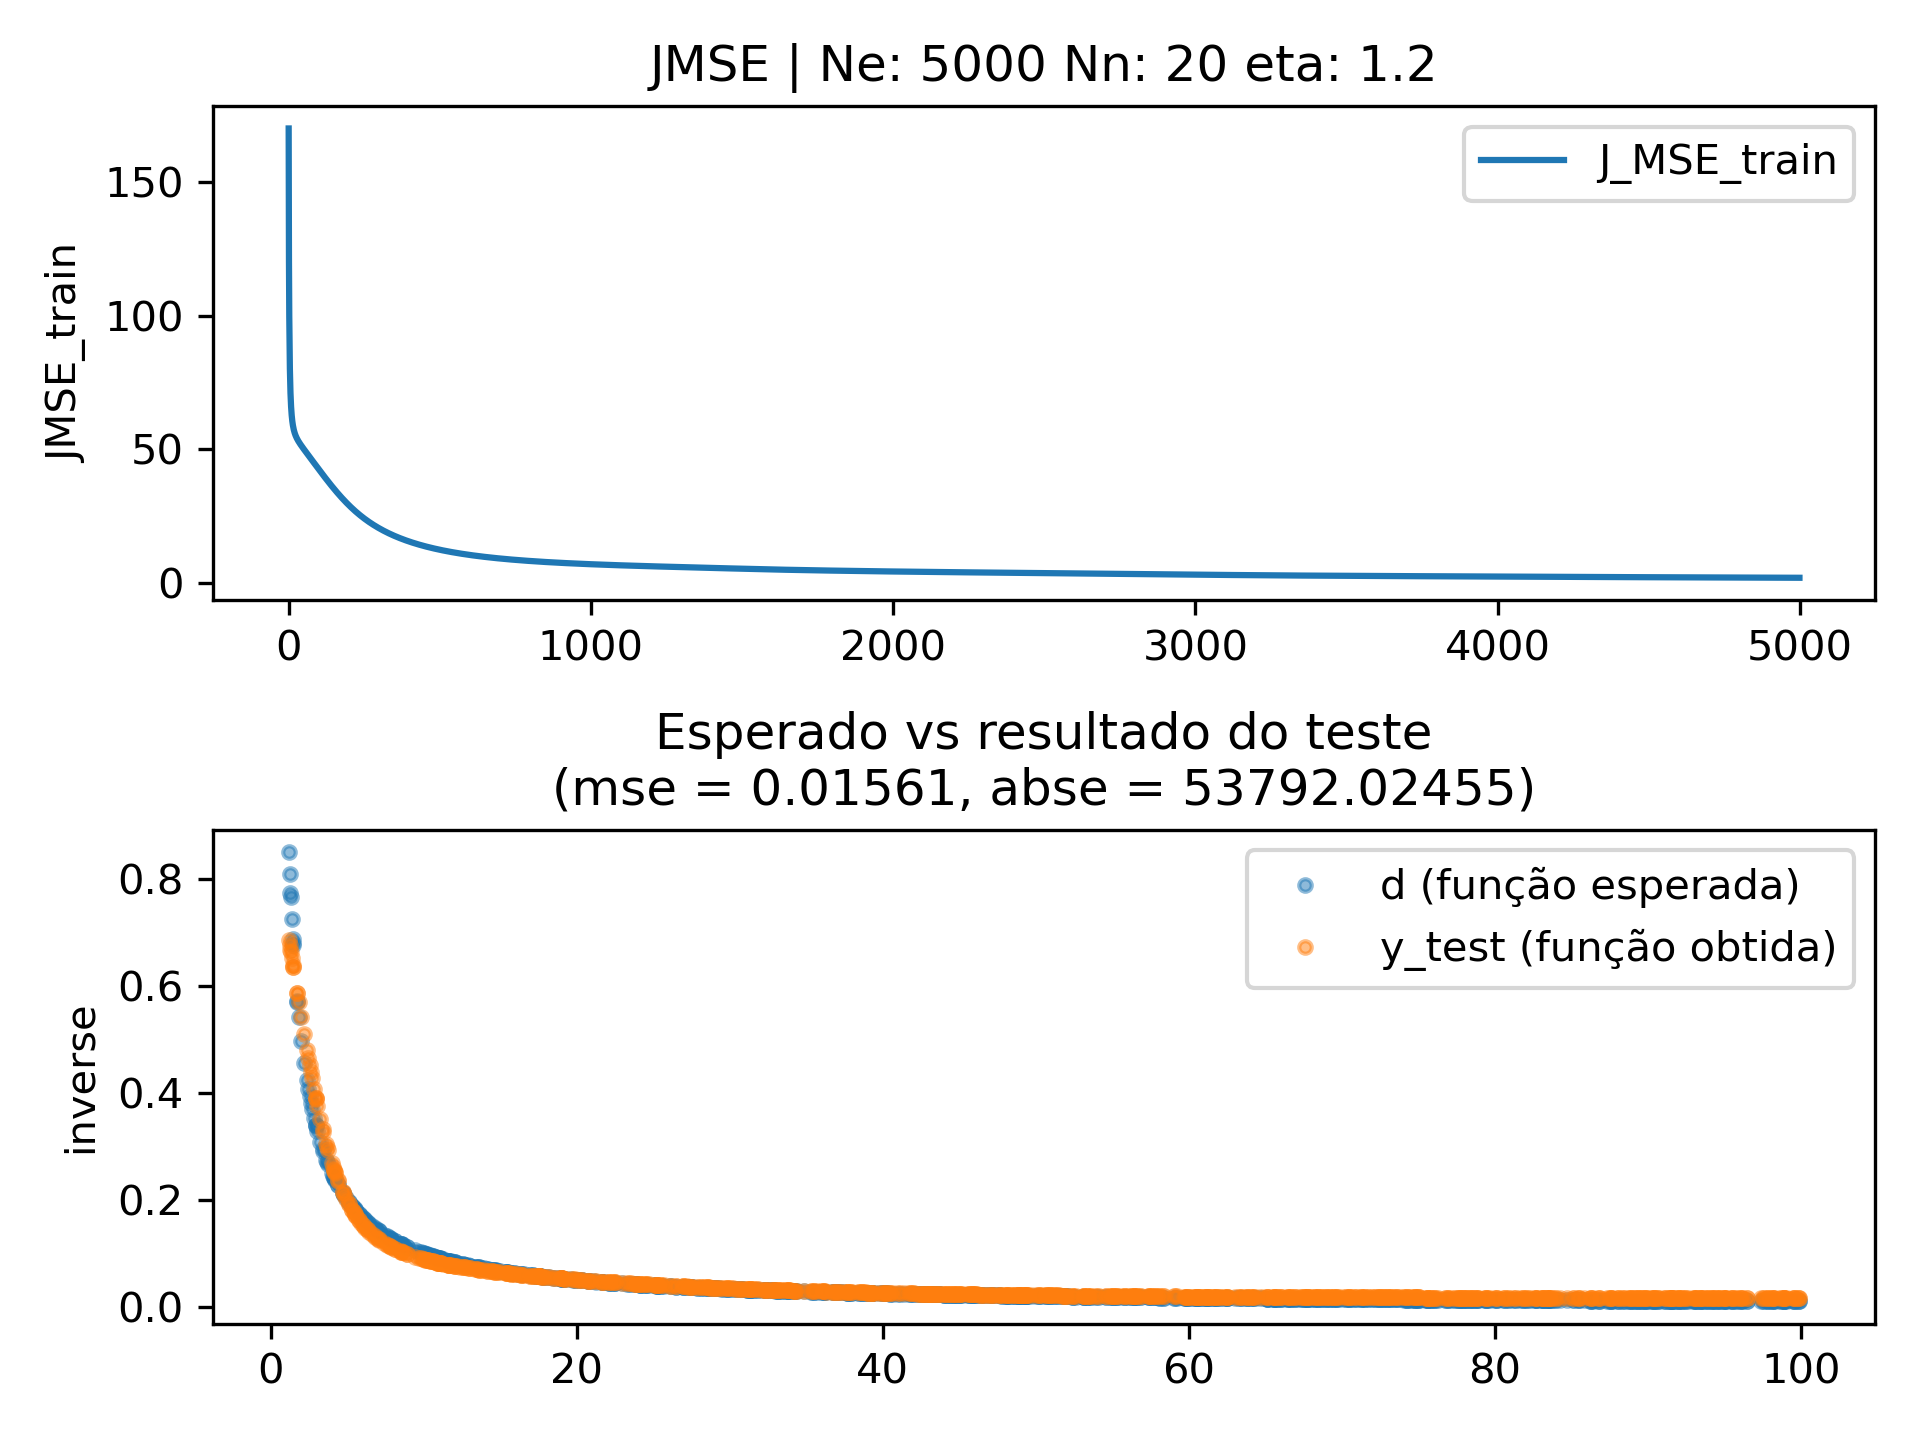 JMSE | Ne: 5000 Nn: 20 eta: 1.2
J_MSE_train
JMSE_train
150
100
50
0
0 1000 2000 3000 4000 5000
Esperado vs resultado do teste
(mse = 0.01561, abse = 53792.02455)
d (função esperada)
y_test (função obtida)
inverse
0.8
0.6
0.4
0.2
0.0
0 20 40 60 80 100